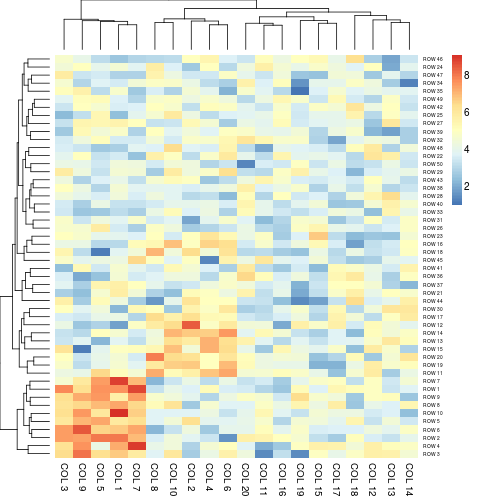 ROW 46
ROW 24
ROW 47
ROW 34
ROW 35
ROW 49
ROW 42
ROW 25
ROW 27
ROW 39
ROW 32
ROW 48
ROW 22
ROW 50
ROW 29
ROW 43
ROW 38
ROW 28
ROW 40
ROW 33
ROW 31
ROW 26
ROW 23
ROW 16
ROW 18
ROW 45
ROW 41
ROW 36
ROW 37
ROW 21
ROW 44
ROW 30
ROW 17
ROW 12
ROW 14
ROW 13
ROW 15
ROW 20
ROW 19
ROW 11
ROW 7
ROW 1
ROW 9
ROW 8
ROW 10
ROW 5
ROW 6
ROW 2
ROW 4
ROW 3
COL 3
COL 9
COL 5
COL 1
COL 7
COL 8
COL 10
COL 2
COL 4
COL 6
COL 20
COL 11
COL 16
COL 19
COL 15
COL 17
COL 18
COL 12
COL 13
COL 14
8
6
4
2